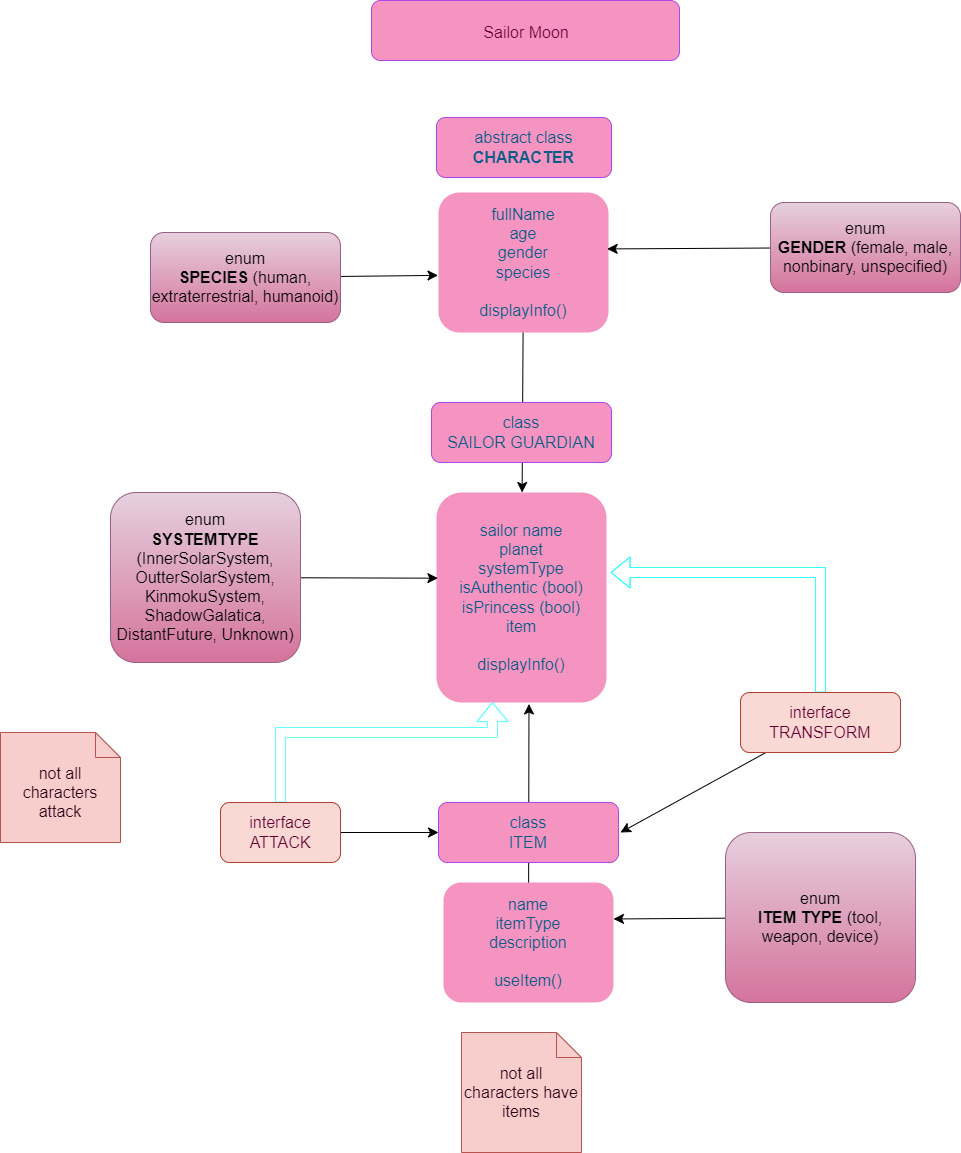 Sailor Moon
abstract class
CHARACTER
fullName
age
gender
species
displayInfo()
enum
SPECIES (human,
extraterrestrial, humanoid)
enum
GENDER (female, male,
nonbinary, unspecified)
class
SAILOR GUARDIAN
sailor name
planet
systemType
isAuthentic (bool)
isPrincess (bool)
item
displayInfo()
enum
SYSTEMTYPE
(InnerSolarSystem,
OutterSolarSystem,
KinmokuSystem,
ShadowGalatica,
DistantFuture, Unknown)
interface
TRANSFORM
not all
characters
attack
interface
ATTACK
class
ITEM
name
itemType
description
useItem()
enum
ITEM TYPE (tool,
weapon, device)
not all
characters have
items